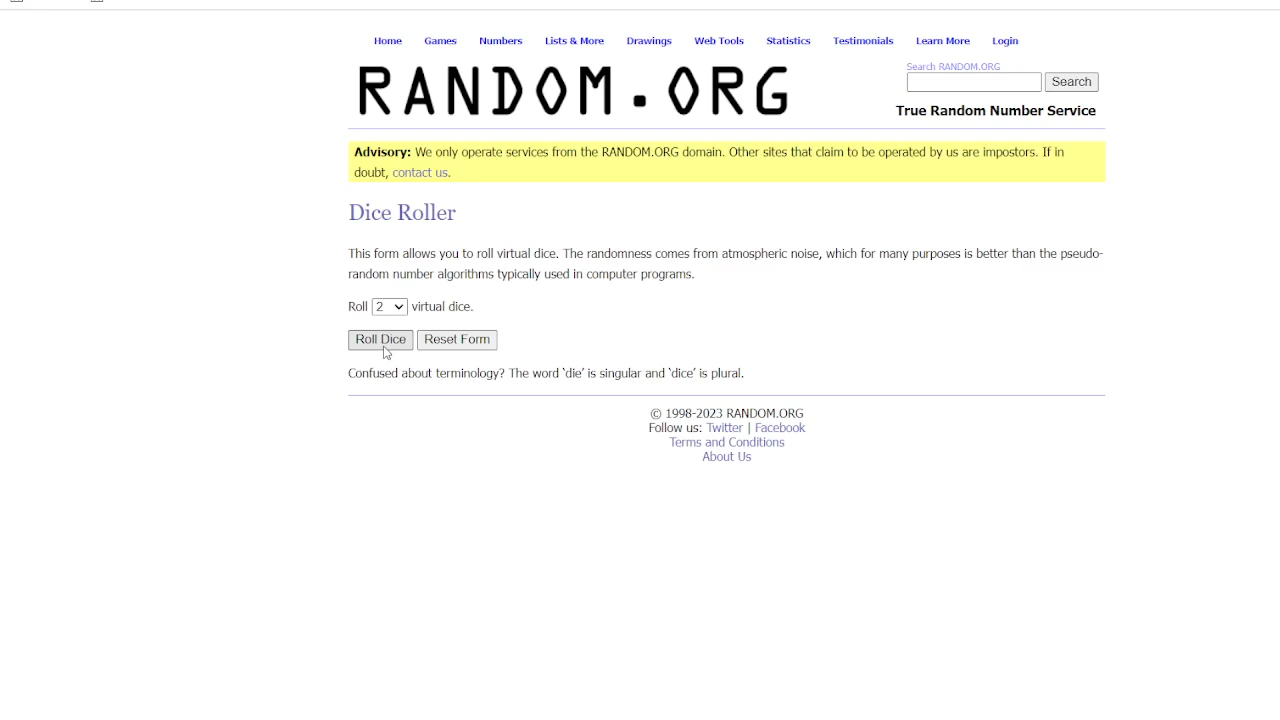 Home Games Numbers Lists & More Drawings Web Tools Statistics Testimonials Learn More Login
RANDOM.ORG
Search RANDOM.ORG
Search
True Random Number Service
Advisory: We only operate services from the RANDOM.ORG domain. Other sites that claim to be operated by us are impostors. If in
doubt, contact us.
Dice Roller
This form allows you to roll virtual dice. The randomness comes from atmospheric noise, which for many purposes is better than the pseudo-
random number algorithms typically used in computer programs.
Roll 2 virtual dice.
Roll Dice Reset Form
Confused about terminology? The word ‘die’ is singular and ‘dice’ is plural.
© 1998-2023 RANDOM.ORG
Follow us: Twitter | Facebook
Terms and Conditions
About Us